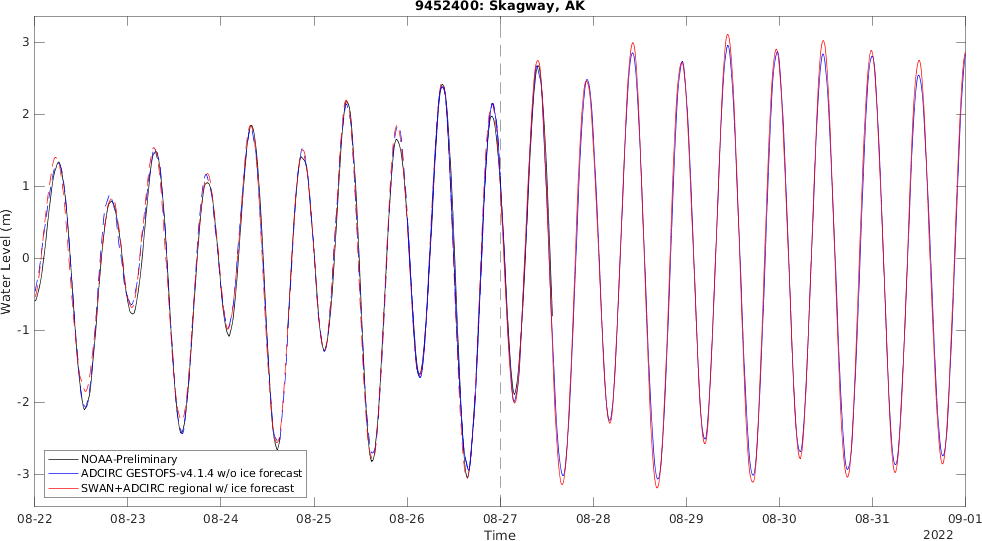 9452400: Skagway, AK
Water Level (m)
3
2
1
0
-1
-2
-3
NOAA-Preliminary
ADCIRC GESTOFS-v4.1.4 w/o ice forecast
SWAN+ADCIRC regional w/ ice forecast
08-22 08-23 08-24 08-25 08-26 08-27 08-28 08-29 08-30 08-31 09-01
Time
2022